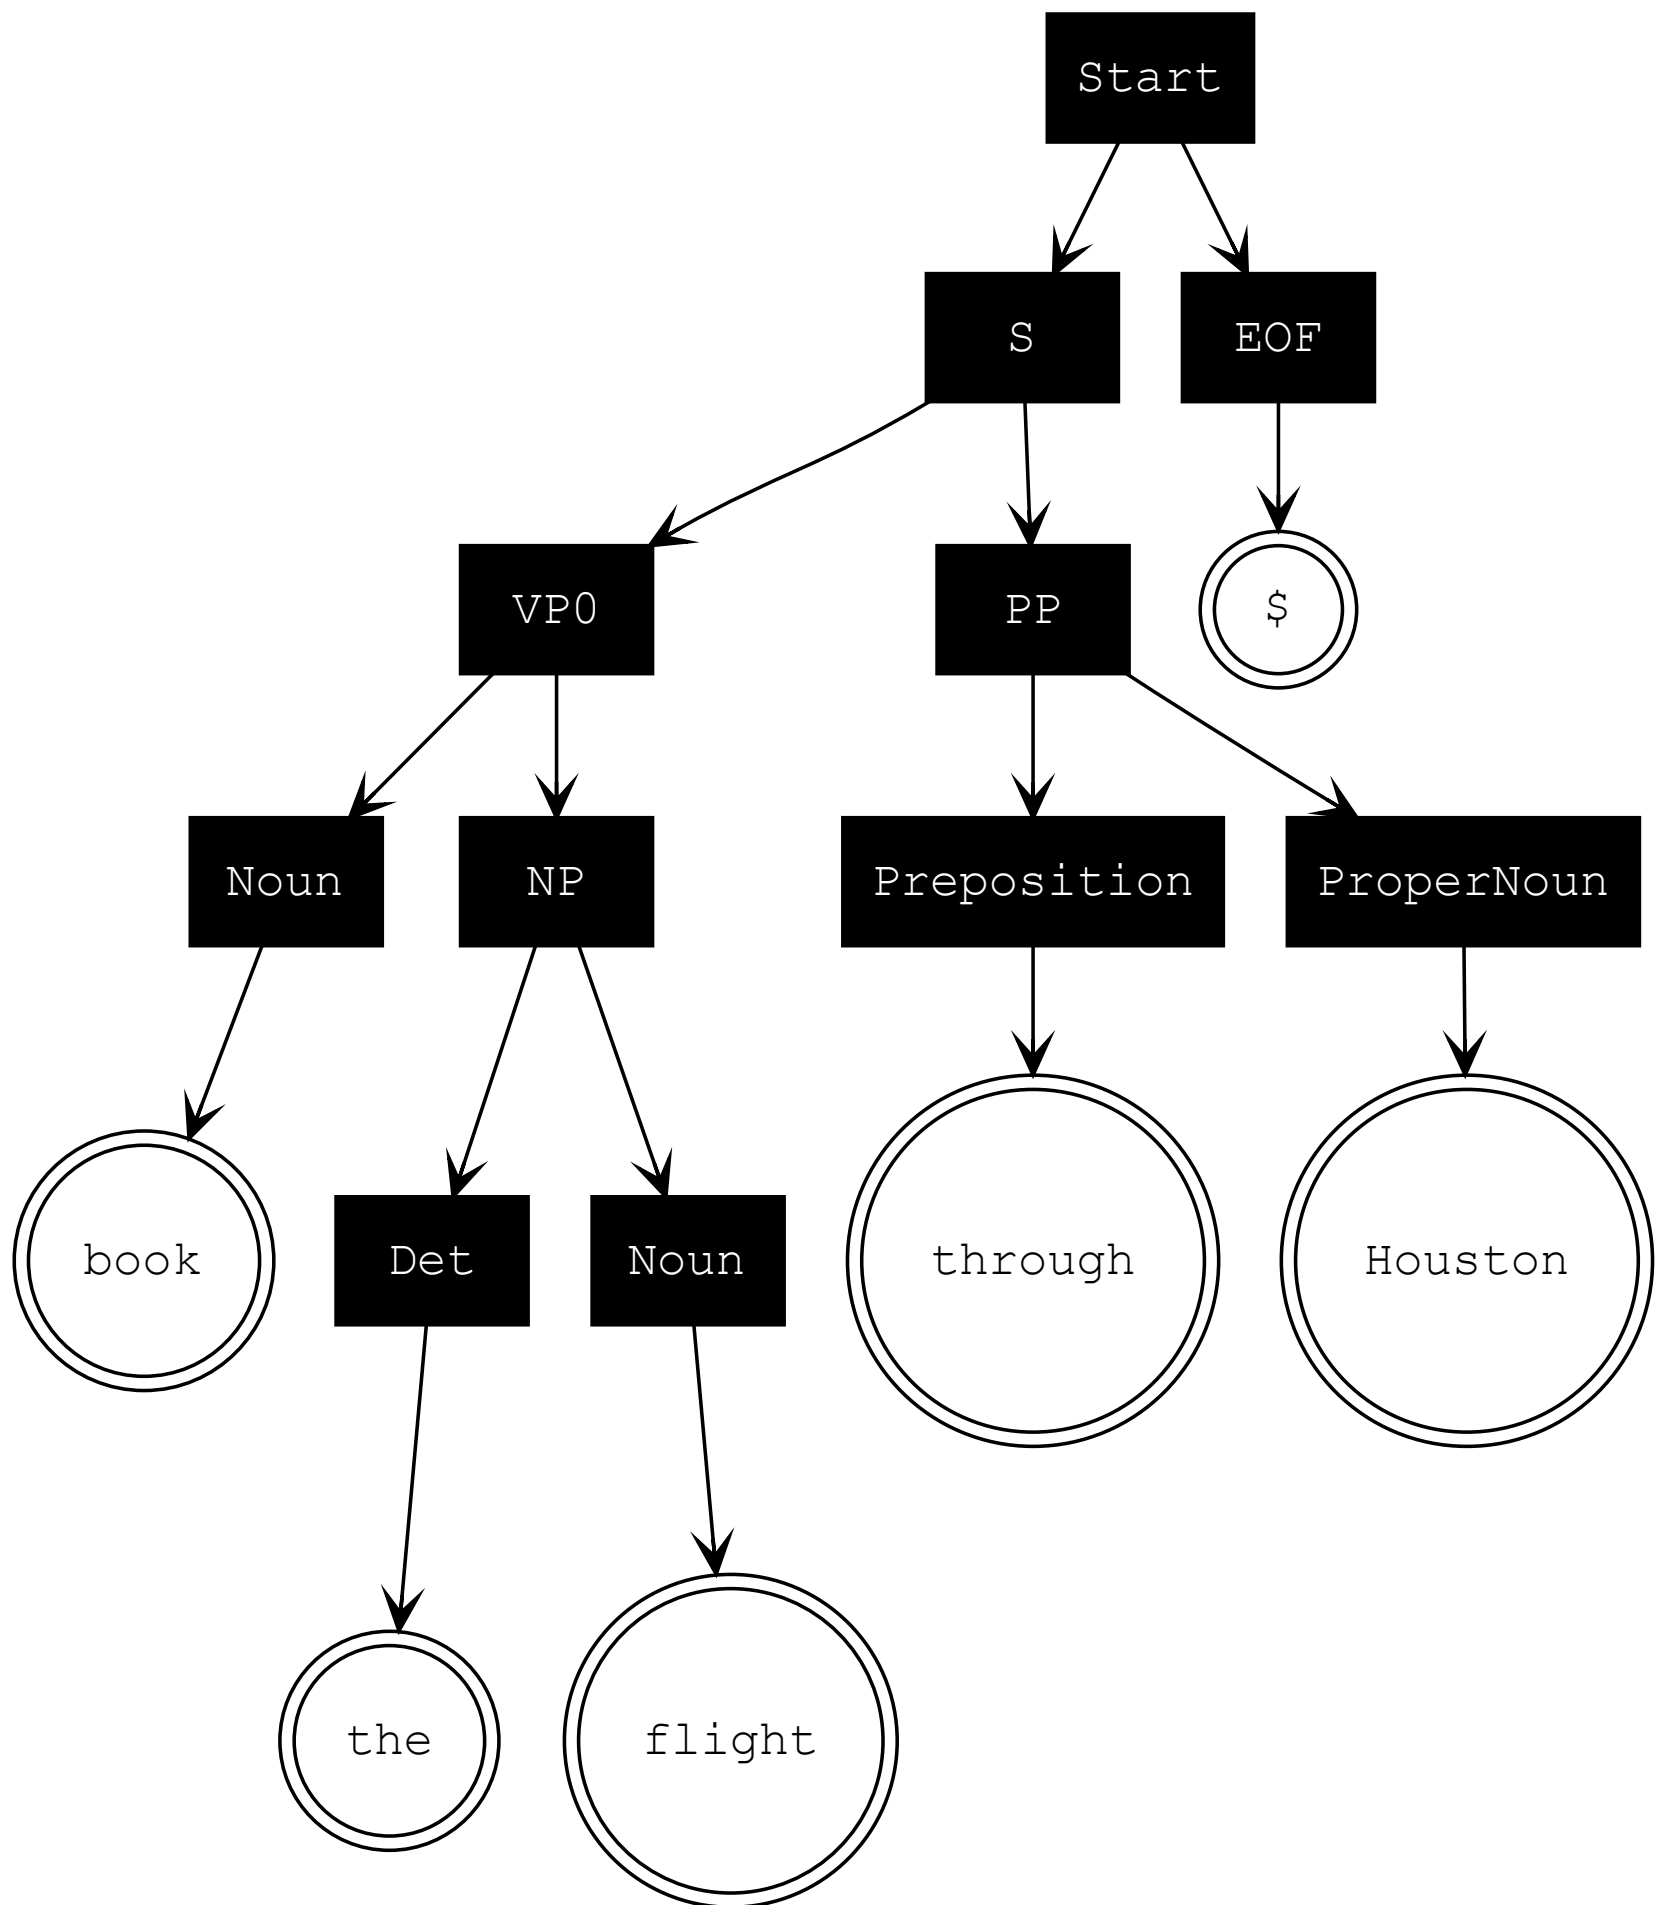 Start
S
EOF
VP0
PP
$
Noun
NP
Preposition
ProperNoun
book
Det
Noun
through
Houston
the
flight